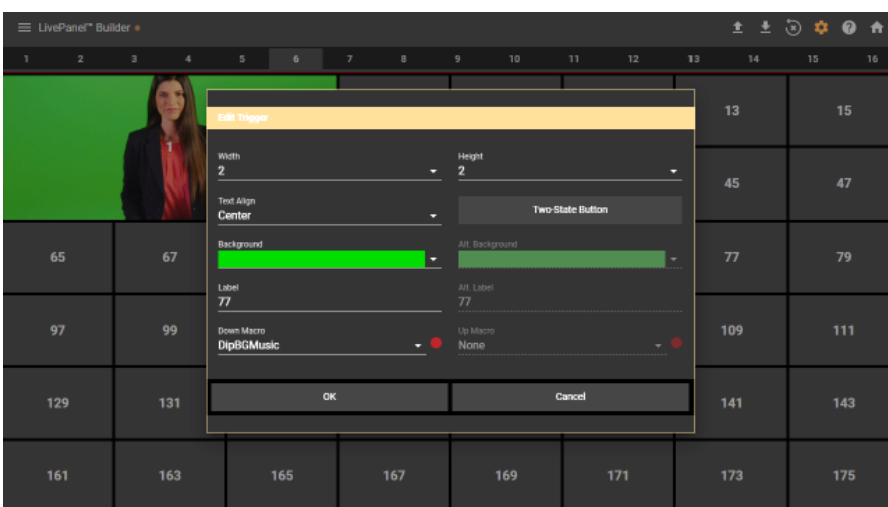 LivePanel™ Builder
1 2 3 4 5 6 7 8 9 10 11 12 13 14 15 16
1 13 15
Edit Trigger
Width Height
2 2
45 47
Text Align
Center Two-State Button
Background Alt. Background
65 67 77 79
Label Alt. Label
77 77
Down Macro Up Macro
97 99 DipBGMusic None 109 111
OK Cancel
129 131 141 143
161 163 165 167 169 171 173 175